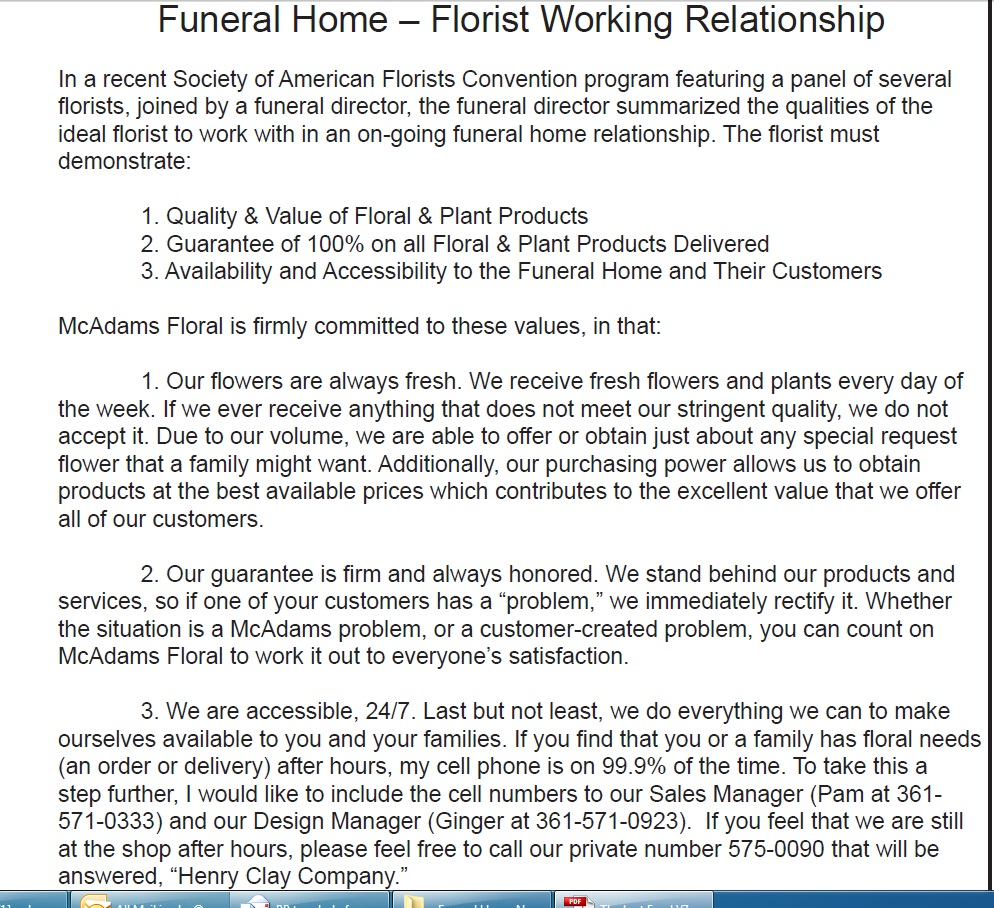 Funeral Home – Florist Working Relationship
In a recent Society of American Florists Convention program featuring a panel of several
florists, joined by a funeral director, the funeral director summarized the qualities of the
ideal florist to work with in an on-going funeral home relationship. The florist must
demonstrate:
1. Quality & Value of Floral & Plant Products
2. Guarantee of 100% on all Floral & Plant Products Delivered
3. Availability and Accessibility to the Funeral Home and Their Customers
McAdams Floral is firmly committed to these values, in that:
1. Our flowers are always fresh. We receive fresh flowers and plants every day of
the week. If we ever receive anything that does not meet our stringent quality, we do not
accept it. Due to our volume, we are able to offer or obtain just about any special request
flower that a family might want. Additionally, our purchasing power allows us to obtain
products at the best available prices which contributes to the excellent value that we offer
all of our customers.
2. Our guarantee is firm and always honored. We stand behind our products and
services, so if one of your customers has a “problem,” we immediately rectify it. Whether
the situation is a McAdams problem, or a customer-created problem, you can count on
McAdams Floral to work it out to everyone’s satisfaction.
3. We are accessible, 24/7. Last but not least, we do everything we can to make
ourselves available to you and your families. If you find that you or a family has floral needs
(an order or delivery) after hours, my cell phone is on 99.9% of the time. To take this a
step further, I would like to include the cell numbers to our Sales Manager (Pam at 361-
571-0333) and our Design Manager (Ginger at 361-571-0923).  If you feel that we are still
at the shop after hours, please feel free to call our private number 575-0090 that will be
answered, “Henry Clay Company.”
PDF